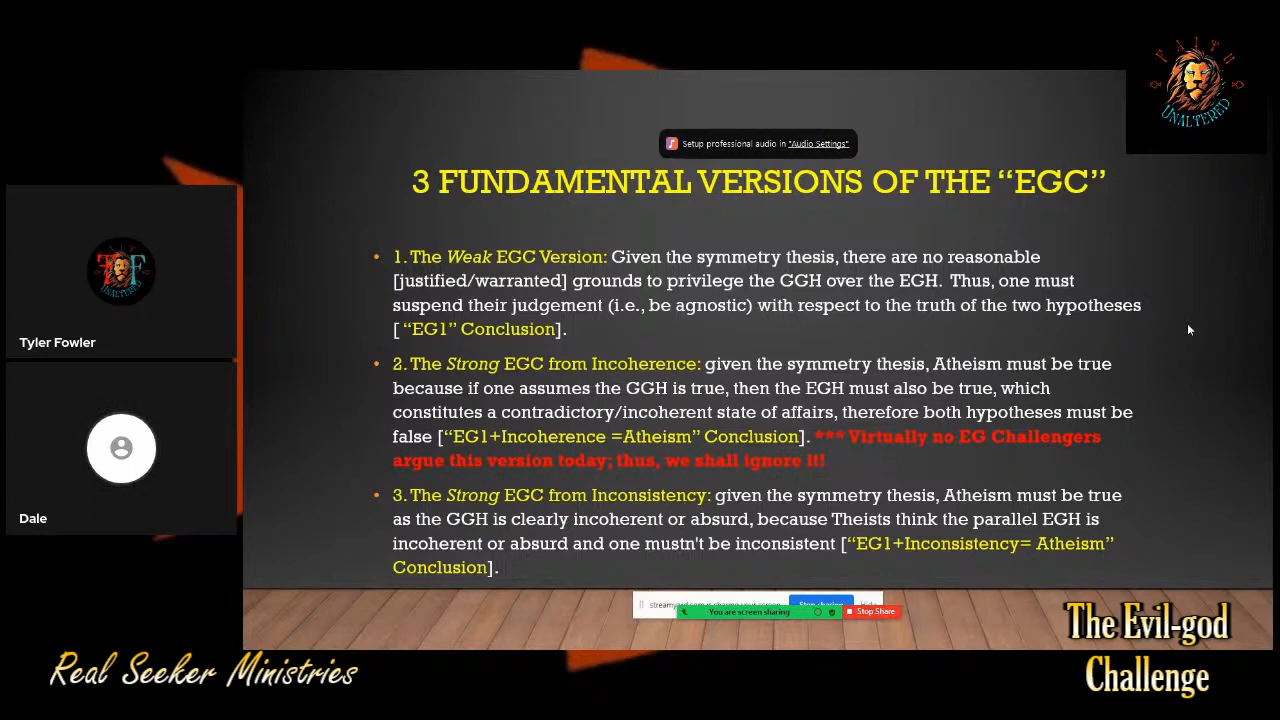 FAITH
UNALTERED
Setup professional audio in "Audio Settings"
3 FUNDAMENTAL VERSIONS OF THE “EGC”
• 1. The Weak EGC Version: Given the symmetry thesis, there are no reasonable
[justified/warranted] grounds to privilege the GGH over the EGH. Thus, one must
suspend their judgement (i.e., be agnostic) with respect to the truth of the two hypotheses
[ “EG1” Conclusion].
• 2. The Strong EGC from Incoherence: given the symmetry thesis, Atheism must be true
because if one assumes the GGH is true, then the EGH must also be true, which
constitutes a contradictory/incoherent state of affairs, therefore both hypotheses must be
false [“EG1+Incoherence =Atheism” Conclusion]. *** Virtually no EG Challengers
argue this version today; thus, we shall ignore it!
• 3. The Strong EGC from Inconsistency: given the symmetry thesis, Atheism must be true
as the GGH is clearly incoherent or absurd, because Theists think the parallel EGH is
incoherent or absurd and one mustn't be inconsistent [“EG1+Inconsistency= Atheism”
Conclusion].
Tyler Fowler
Dale
You are screen sharing
Stop Share
The Evil-god
Challenge
Real Seeker Ministries